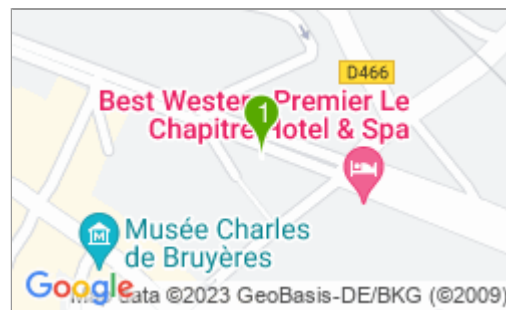 D466
Best Western Premier Le
Chapitre Hotel & Spa
1
Musée Charles
de Bruyères
Google
Map data ©2023 GeoBasis-DE/BKG (©2009)